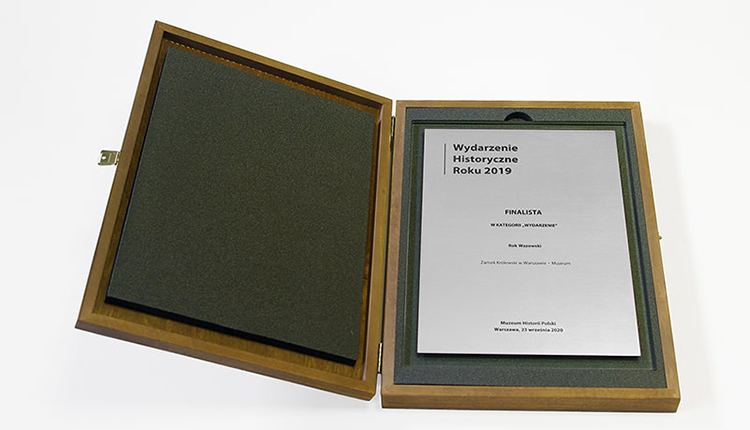 Wydarzenie
Historyczne
Roku 2019
FINALISTA
W KATEGORII „WYDARZENIE”
Rok Wazowski
Zamek Królewski w Warszawie – Muzeum
Muzeum Historii Polski
Warszawa, 23 września 2020